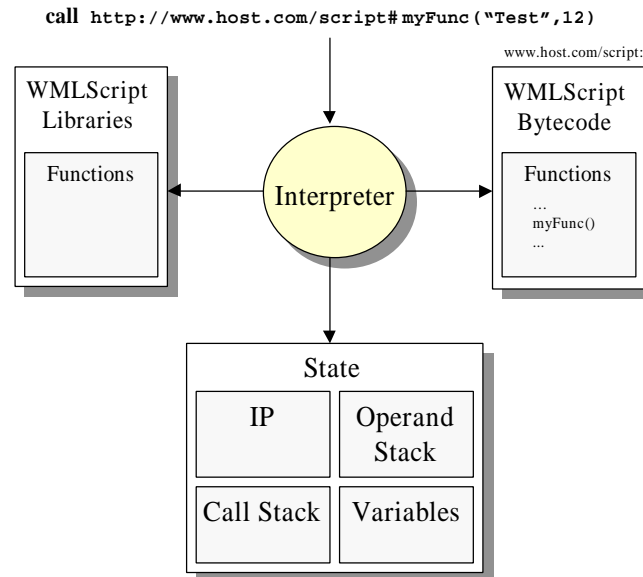 call http://www.host.com/script#myFunc("Test",12)
www.host.com/script:
WMLScript
Libraries
Functions
Interpreter
WMLScript
Bytecode
Functions
...
myFunc()
...
State
IP
Operand
Stack
Call Stack
Variables